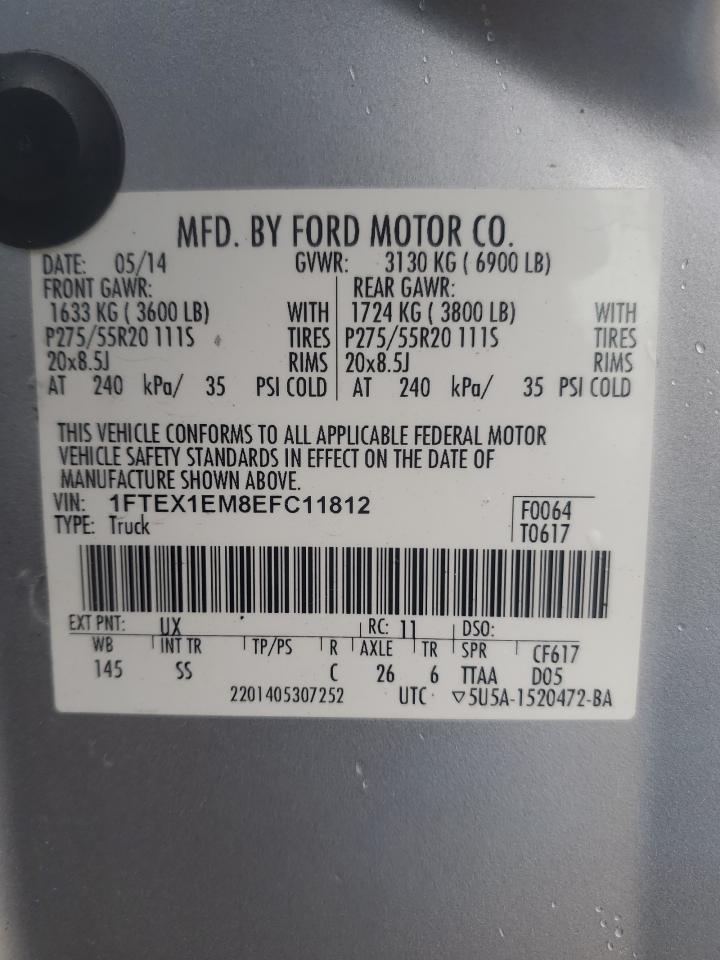 MFD. BY FORD MOTOR CO.
DATE: 05/14 GVWR: 3130 KG ( 6900 LB)
FRONT GAWR: REAR GAWR:
1633 KG ( 3600 LB) WITH 1724 KG ( 3800 LB) WITH
P275/55R20 111S TIRES P275/55R20 111S TIRES
20x8.5J RIMS 20x8.5J RIMS
AT 240 kPa/ 35 PSI COLD AT 240 kPa/ 35 PSI COLD
THIS VEHICLE CONFORMS TO ALL APPLICABLE FEDERAL MOTOR
VEHICLE SAFETY STANDARDS IN EFFECT ON THE DATE OF
MANUFACTURE SHOWN ABOVE.
VIN: 1FTEX1EM8EFC11812 F0064
TYPE: Truck T0617
EXT PNT: UX RC: 11 DSO:
WB INT TR TP/PS R AXLE TR SPR CF617
145 SS C 26 6 TTAA D05
2201405307252 UTC ▽5U5A-1520472-BA